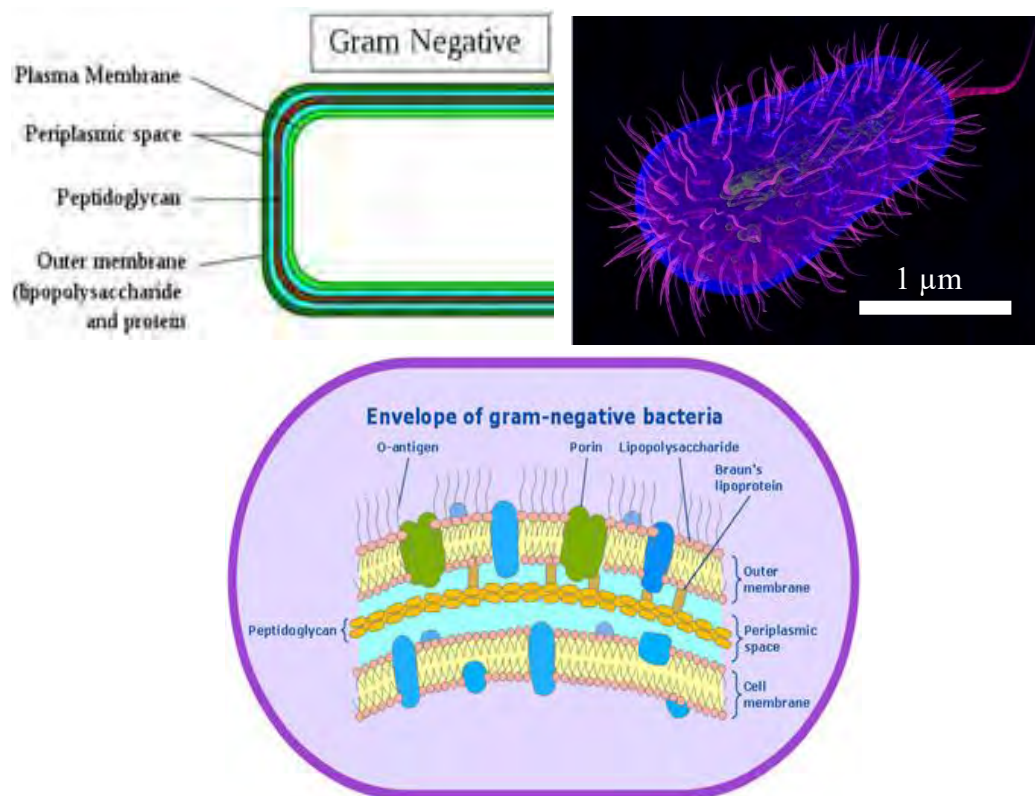 Gram Negative
Plasma Membrane
Periplasmic space
Peptidoglycan
Outer membrane
(lipopolysaccharide
and protein
1 µm
Envelope of gram-negative bacteria
O-antigen
Porin
Lipopolysaccharide
Braun's
lipoprotein
Outer
membrane
Peptidoglycan
Periplasmic
space
Cell
membrane